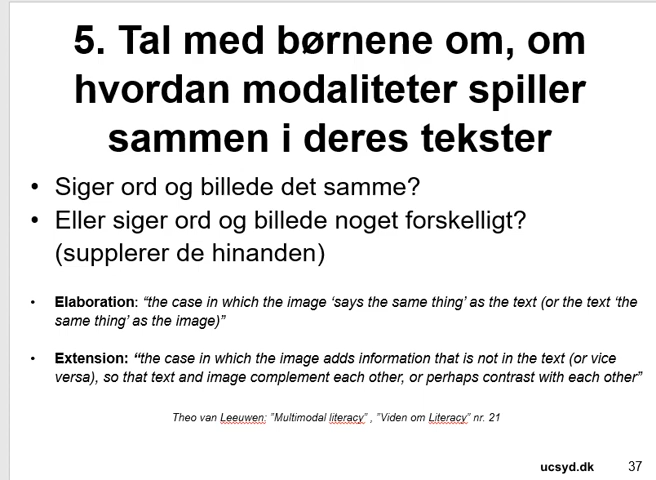 5. Tal med børnene om, om
hvordan modaliteter spiller
sammen i deres tekster
• Siger ord og billede det samme?
• Eller siger ord og billede noget forskelligt?
(supplerer de hinanden)
• Elaboration: “the case in which the image ‘says the same thing’ as the text (or the text ‘the
same thing’ as the image)”
• Extension: “the case in which the image adds information that is not in the text (or vice
versa), so that text and image complement each other, or perhaps contrast with each other”
Theo van Leeuwen: ”Multimodal literacy” , ”Viden om Literacy” nr. 21
ucsyd.dk 37